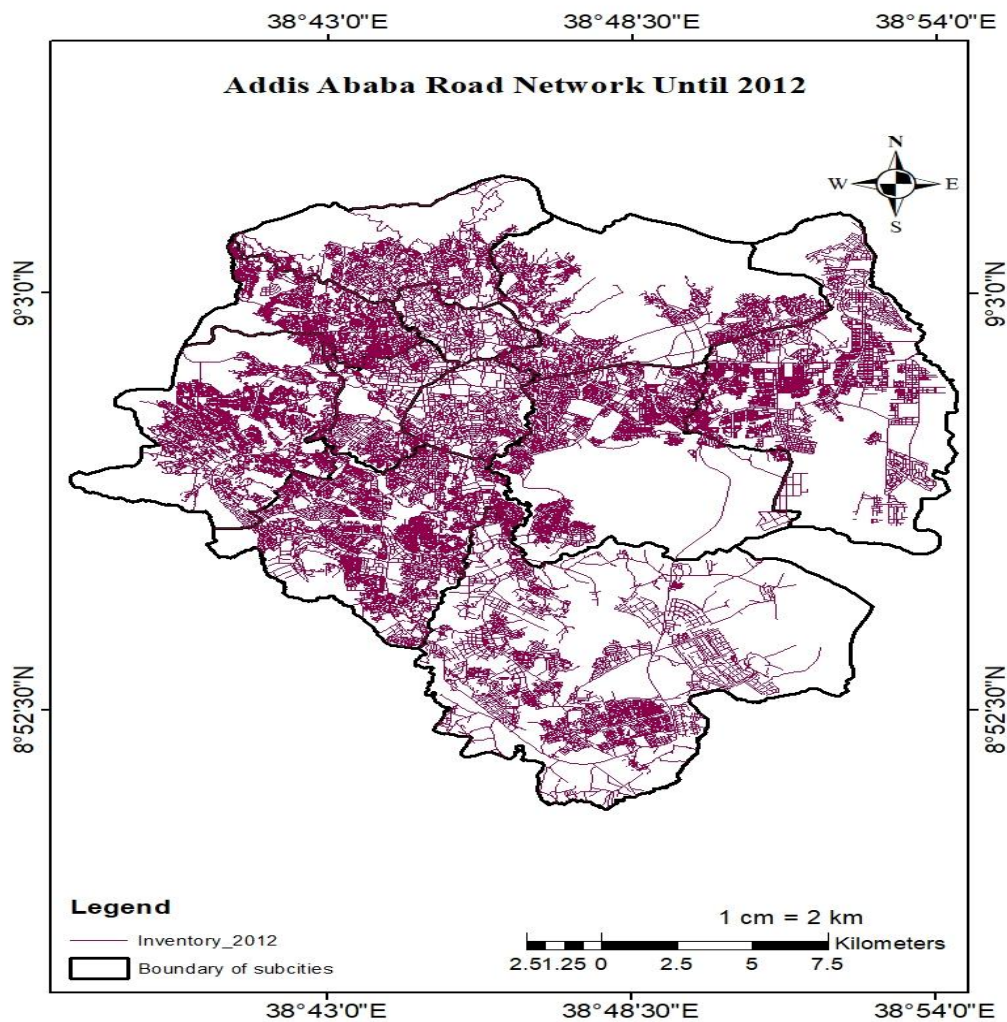 38°43'0"E 38°48'30"E 38°54'0"E
Addis Ababa Road Network Until 2012
N
W E
S
9°3'0"N 9°3'0"N
8°52'30"N 8°52'30"N
Legend
Inventory_2012
Boundary of subcities
1 cm = 2 km
Kilometers
2.51.25 0 2.5 5 7.5
38°43'0"E 38°48'30"E 38°54'0"E